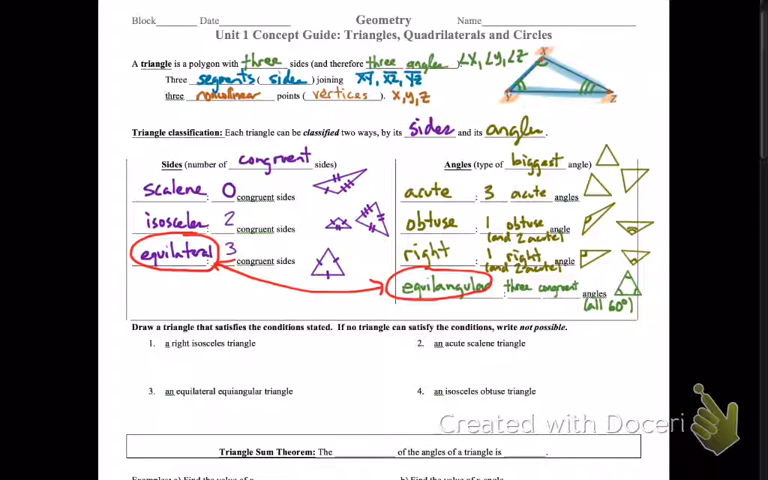 Block______ Date________ Geometry Name________
Unit 1 Concept Guide: Triangles, Quadrilaterals and Circles
A triangle is a polygon with three sides (and therefore three angles) ∠X, ∠Y, ∠Z
Three segments (sides) joining XY, XZ, YZ
three noncollinear points (vertices). X, Y, Z
X
Y
Z
Triangle classification: Each triangle can be classified two ways, by its sides and its angles.
Sides (number of congruent sides)
scalene : 0 congruent sides
isosceles : 2 congruent sides
equilateral : 3 congruent sides
Angles (type of biggest angle)
acute : 3 acute angles
obtuse : 1 obtuse angle
(and 2 acute)
right : 1 right angle
(and 2 acute)
equilangular : three congruent angles
(all 60°)
Draw a triangle that satisfies the conditions stated. If no triangle can satisfy the conditions, write not possible.
1. a right isosceles triangle
2. an acute scalene triangle
3. an equilateral equiangular triangle
4. an isosceles obtuse triangle
Created with Doceri
Triangle Sum Theorem: The __________ of the angles of a triangle is _______.